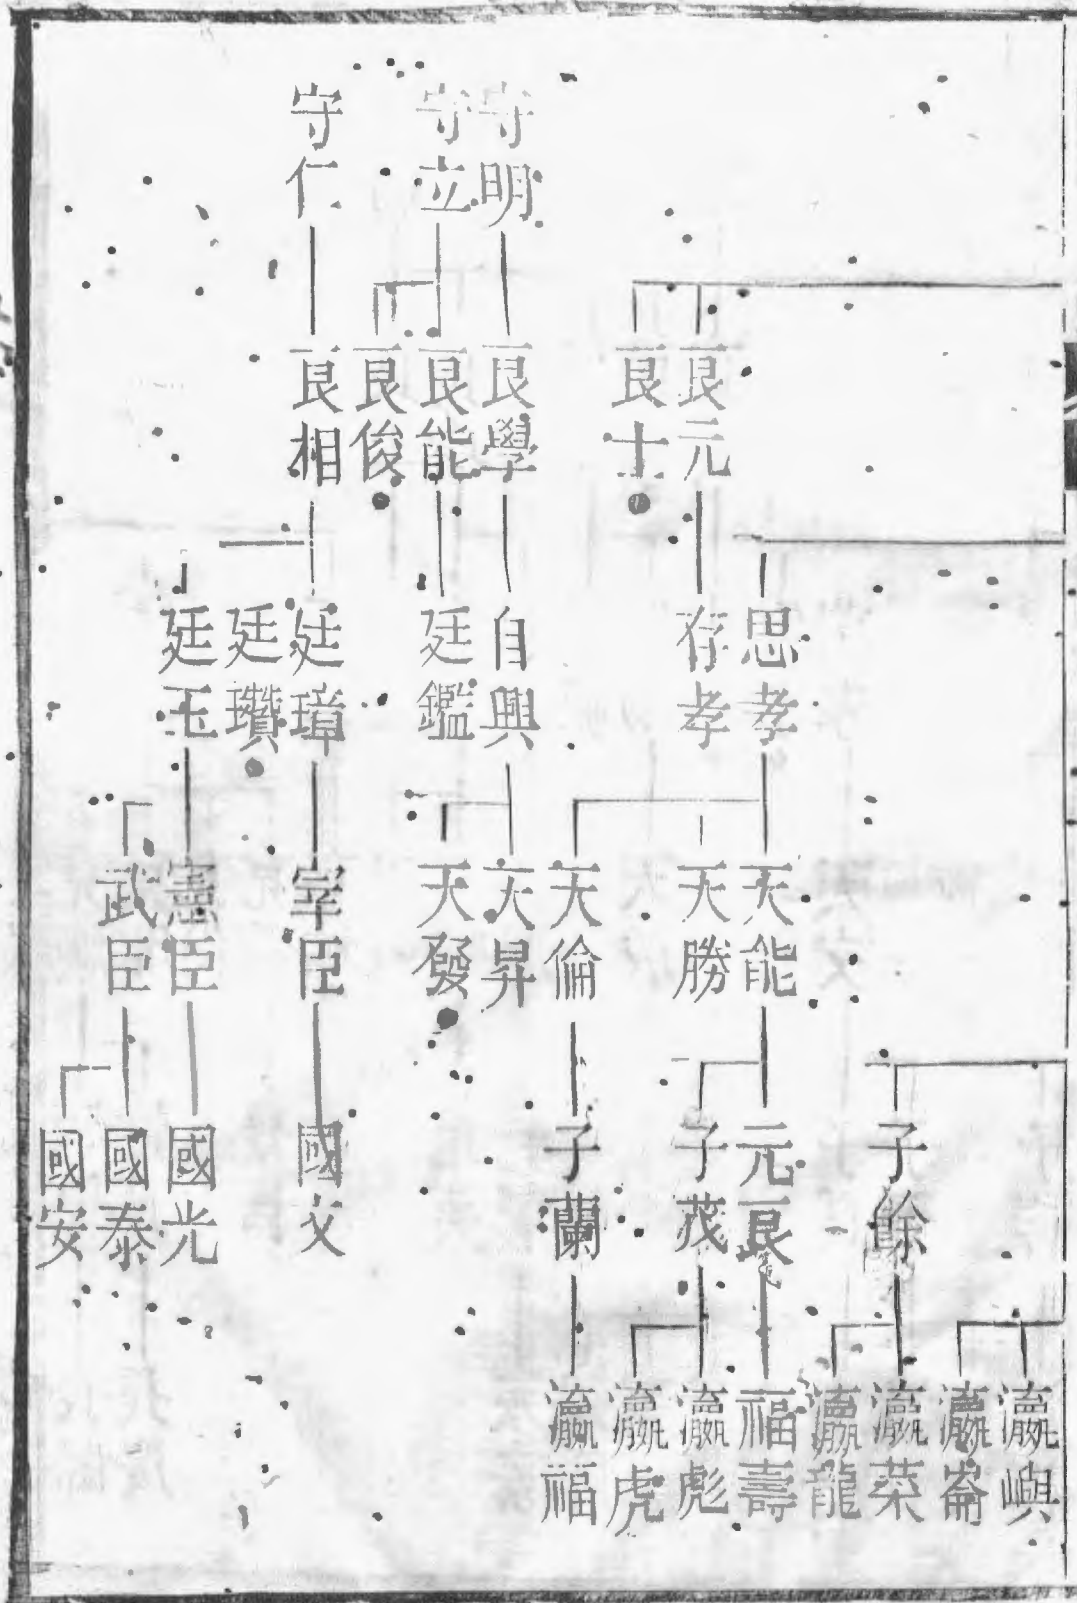 守明
守立
守仁
良元
良士
良學
良能
良俊
良相
思孝
存孝
自興
廷鑑
廷璋
廷瓚
廷玉
天能
天勝
天倫
天昇
天發
宰臣
憲臣
武臣
子餘
元良
子茂
子蘭
國文
國光
國泰
國安
瀛嶼
瀛崙
瀛榮
瀛龍
福壽
瀛彪
瀛虎
瀛福